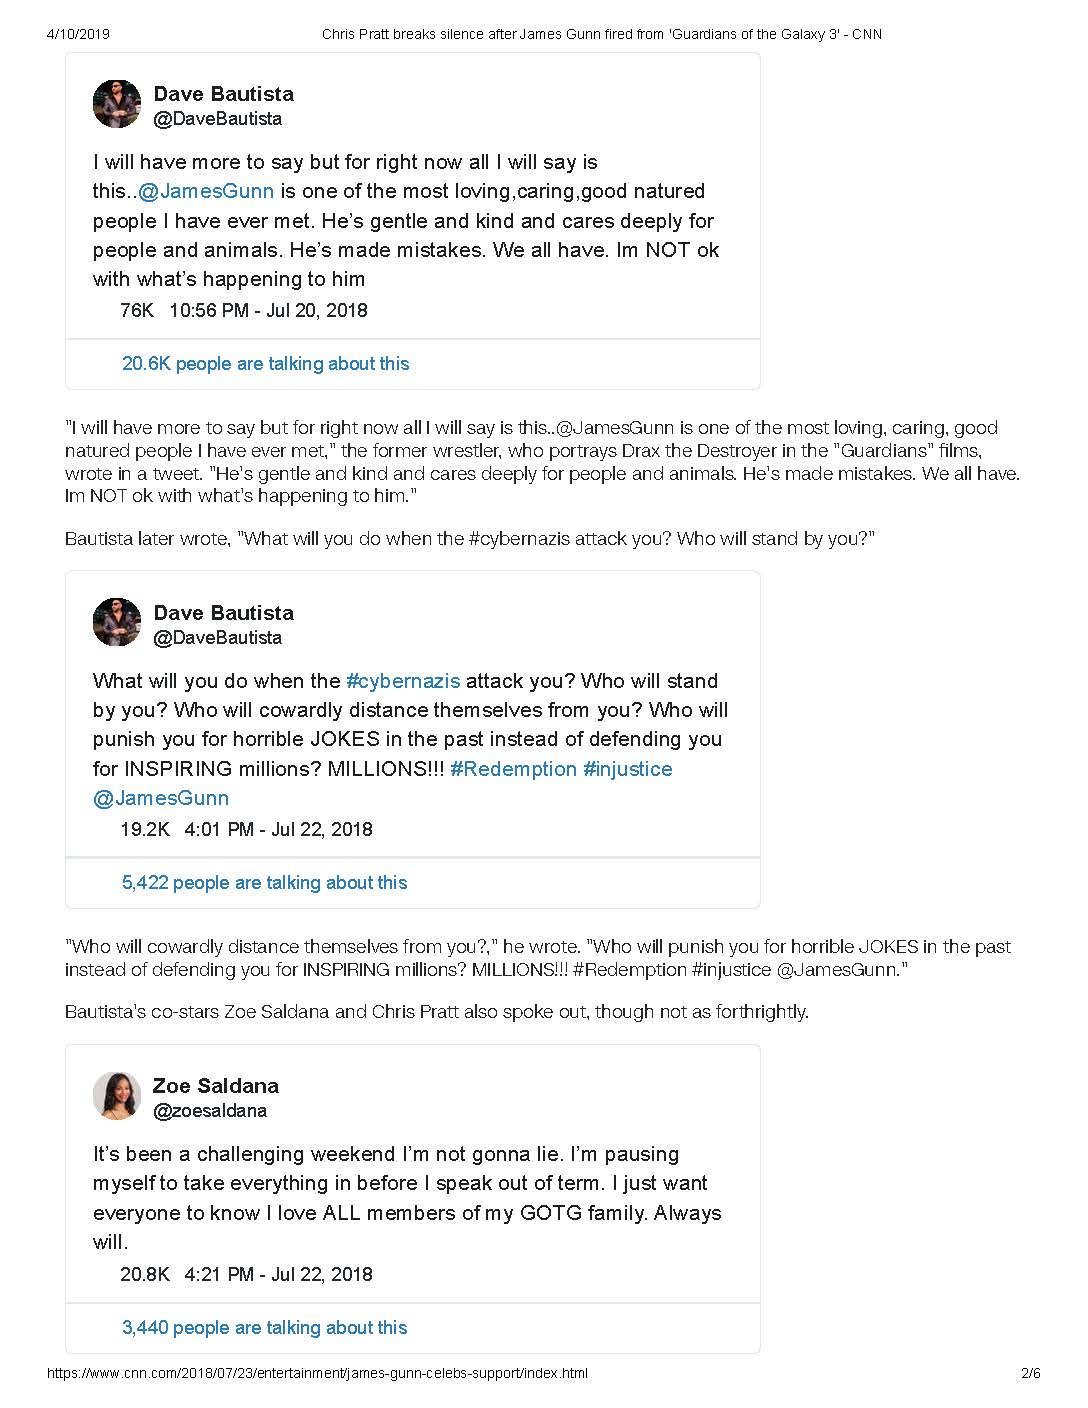 4/10/2019 Chris Pratt breaks silence after James Gunn fired from 'Guardians of the Galaxy 3' - CNN
Dave Bautista
@DaveBautista
I will have more to say but for right now all I will say is
this..@JamesGunn is one of the most loving,caring,good natured
people I have ever met. He’s gentle and kind and cares deeply for
people and animals. He’s made mistakes. We all have. Im NOT ok
with what’s happening to him
76K 10:56 PM - Jul 20, 2018
20.6K people are talking about this
"I will have more to say but for right now all I will say is this..@JamesGunn is one of the most loving, caring, good
natured people I have ever met," the former wrestler, who portrays Drax the Destroyer in the "Guardians" films,
wrote in a tweet. "He's gentle and kind and cares deeply for people and animals. He's made mistakes. We all have.
Im NOT ok with what's happening to him."
Bautista later wrote, "What will you do when the #cybernazis attack you? Who will stand by you?"
Dave Bautista
@DaveBautista
What will you do when the #cybernazis attack you? Who will stand
by you? Who will cowardly distance themselves from you? Who will
punish you for horrible JOKES in the past instead of defending you
for INSPIRING millions? MILLIONS!!! #Redemption #injustice
@JamesGunn
19.2K 4:01 PM - Jul 22, 2018
5,422 people are talking about this
"Who will cowardly distance themselves from you?," he wrote. "Who will punish you for horrible JOKES in the past
instead of defending you for INSPIRING millions? MILLIONS!!! #Redemption #injustice @JamesGunn."
Bautista's co-stars Zoe Saldana and Chris Pratt also spoke out, though not as forthrightly.
Zoe Saldana
@zoesaldana
It’s been a challenging weekend I’m not gonna lie. I’m pausing
myself to take everything in before I speak out of term. I just want
everyone to know I love ALL members of my GOTG family. Always
will.
20.8K 4:21 PM - Jul 22, 2018
3,440 people are talking about this
https://www.cnn.com/2018/07/23/entertainment/james-gunn-celebs-support/index.html 2/6